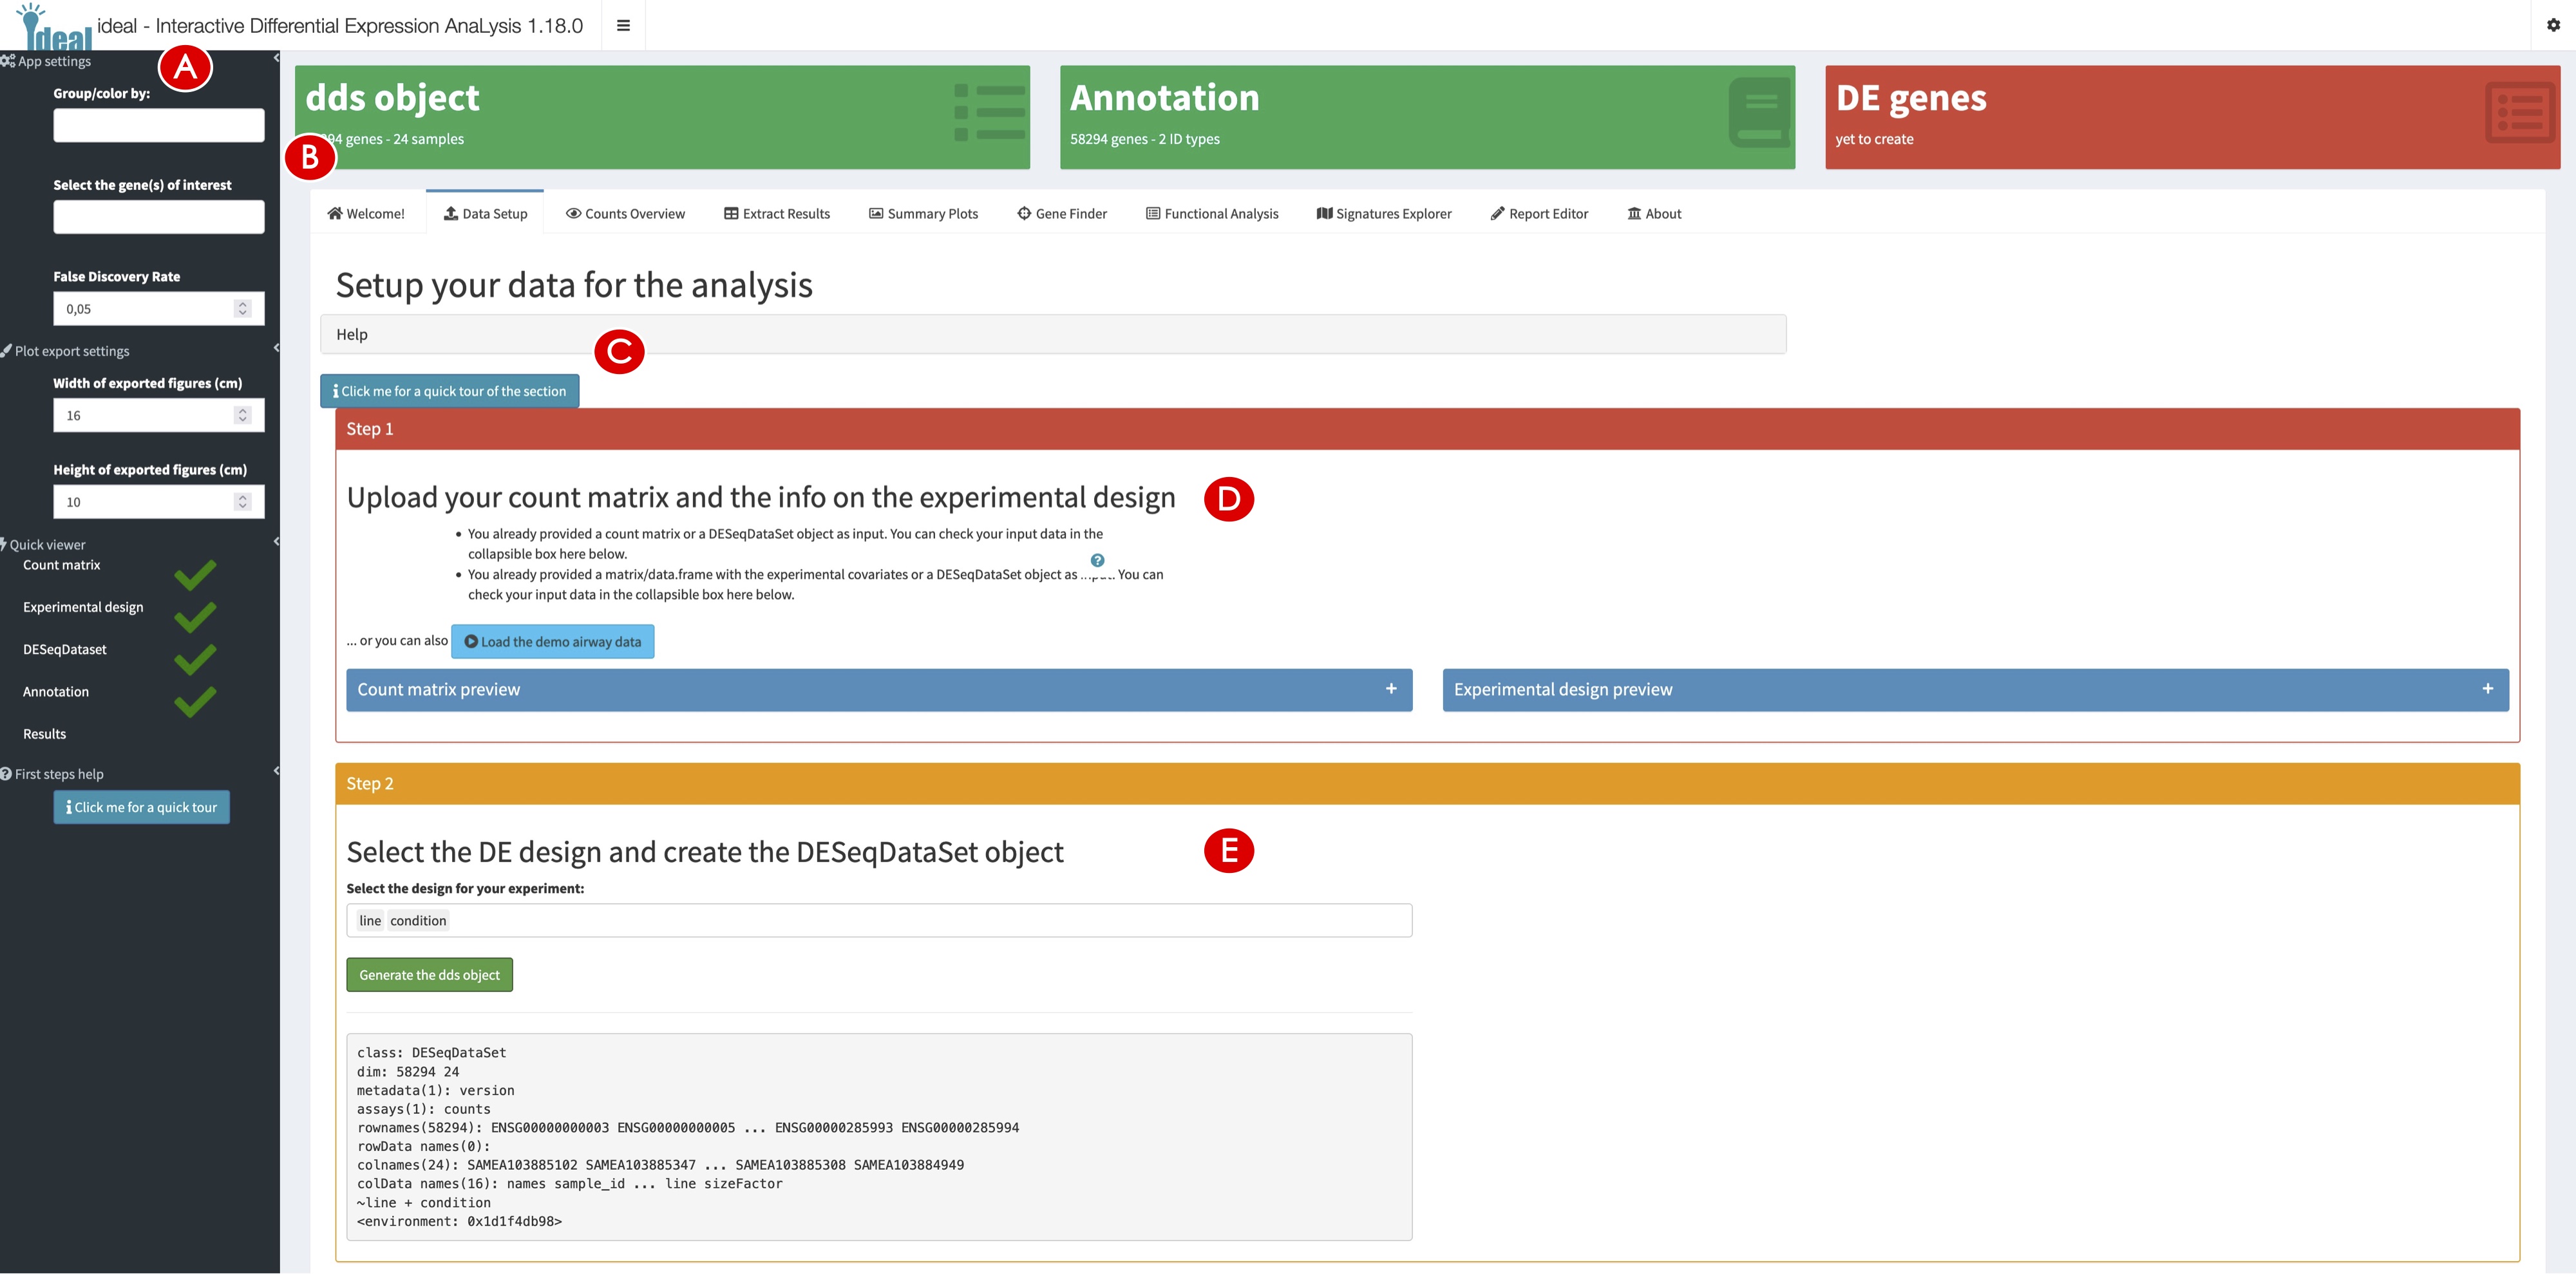 ideal
ideal - Interactive Differential Expression AnaLysis 1.18.0
A
App settings
Group/color by:
Select the gene(s) of interest
False Discovery Rate
0,05
Plot export settings
Width of exported figures (cm)
16
Height of exported figures (cm)
10
Quick viewer
Count matrix
Experimental design
DESeqDataset
Annotation
Results
First steps help
Click me for a quick tour
dds object
94 genes - 24 samples
B
Annotation
58294 genes - 2 ID types
DE genes
yet to create
Welcome!
Data Setup
Counts Overview
Extract Results
Summary Plots
Gene Finder
Functional Analysis
Signatures Explorer
Report Editor
About
Setup your data for the analysis
Help
C
Click me for a quick tour of the section
Step 1
Upload your count matrix and the info on the experimental design
D
• You already provided a count matrix or a DESeqDataSet object as input. You can check your input data in the
collapsible box here below.
• You already provided a matrix/data.frame with the experimental covariates or a DESeqDataSet object as You can
check your input data in the collapsible box here below.
... or you can also Load the demo airway data
Count matrix preview +
Experimental design preview +
Step 2
Select the DE design and create the DESeqDataSet object
E
Select the design for your experiment:
line condition
Generate the dds object
class: DESeqDataSet
dim: 58294 24
metadata(1): version
assays(1): counts
rownames(58294): ENSG00000000003 ENSG00000000005 ... ENSG00000285993 ENSG00000285994
rowData names(0):
colnames(24): SAMEA103885102 SAMEA103885347 ... SAMEA103885308 SAMEA103884949
colData names(16): names sample_id ... line sizeFactor
~line + condition
<environment: 0x1d1f4db98>